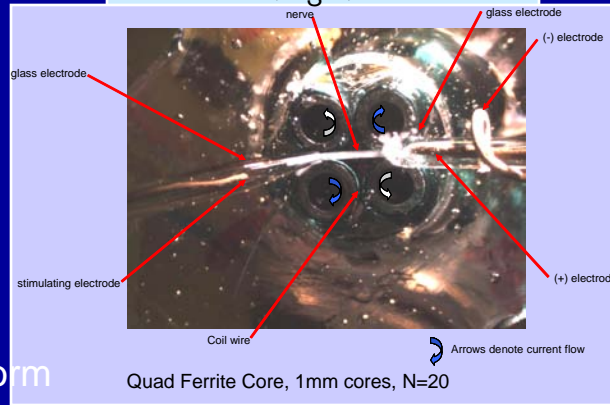 nerve
glass electrode
(-) electrode
glass electrode
stimulating electrode
(+) electrod
Coil wire
Arrows denote current flow
Quad Ferrite Core, 1mm cores, N=20